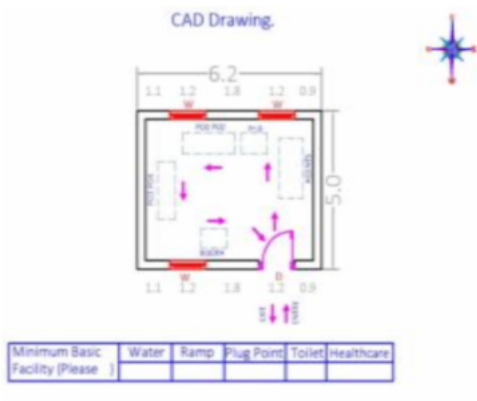 CAD Drawing.
6.2
1.1 1.2 1.8 1.2 0.9
W W
5.0
W D
1.1 1.2 1.8 1.2 0.9
EXIT
Minimum Basic Water Ramp Plug Point Toilet Healthcare
Facility (Please )